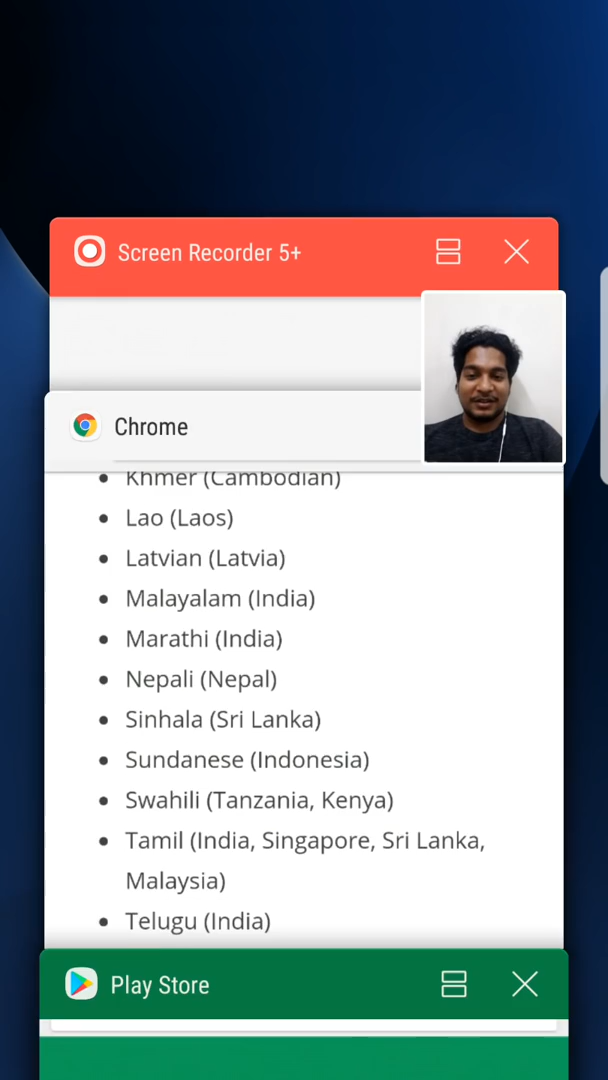 Screen Recorder 5+
Chrome
Khmer (Cambodian)
Lao (Laos)
Latvian (Latvia)
Malayalam (India)
Marathi (India)
Nepali (Nepal)
Sinhala (Sri Lanka)
Sundanese (Indonesia)
Swahili (Tanzania, Kenya)
Tamil (India, Singapore, Sri Lanka,
Malaysia)
Telugu (India)
Play Store